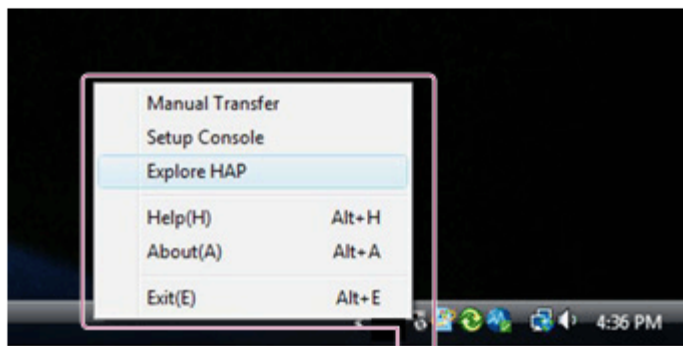 Manual Transfer
Setup Console
Explore HAP
Help(H) Alt+H
About(A) Alt+A
Exit(E) Alt+E
4:36 PM